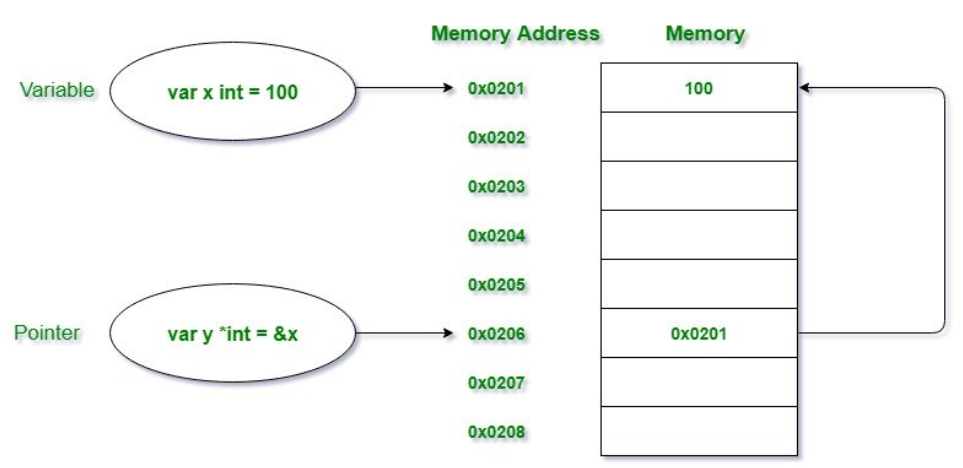 Memory Address Memory
Variable var x int = 100 0x0201 100
0x0202
0x0203
0x0204
0x0205
Pointer var y *int = &x 0x0206 0x0201
0x0207
0x0208